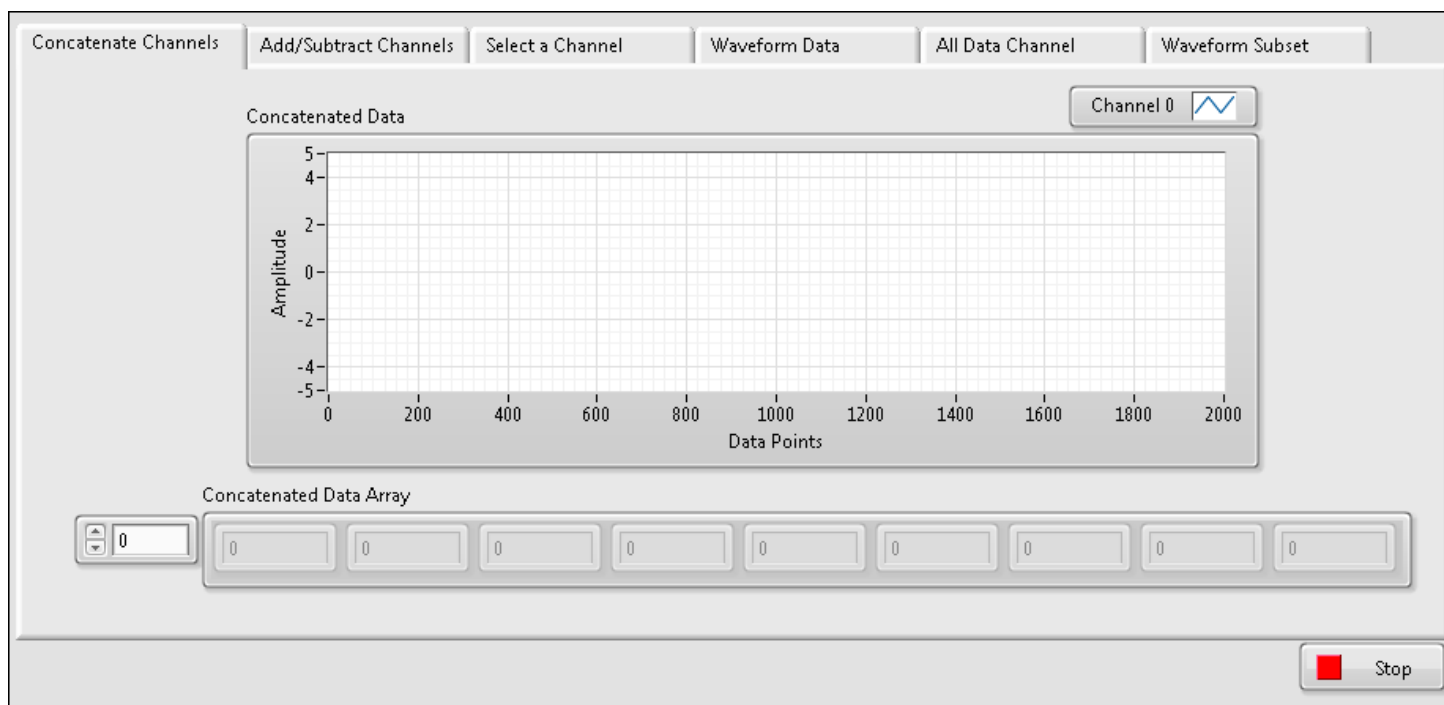 Concatenate Channels
Add/Subtract Channels
Select a Channel
Waveform Data
All Data Channel
Waveform Subset
Channel 0
Concatenated Data
5
4
2
0
-2
-4
-5
Amplitude
0 200 400 600 800 1000 1200 1400 1600 1800 2000
Data Points
Concatenated Data Array
0
0 0 0 0 0 0 0 0 0
Stop